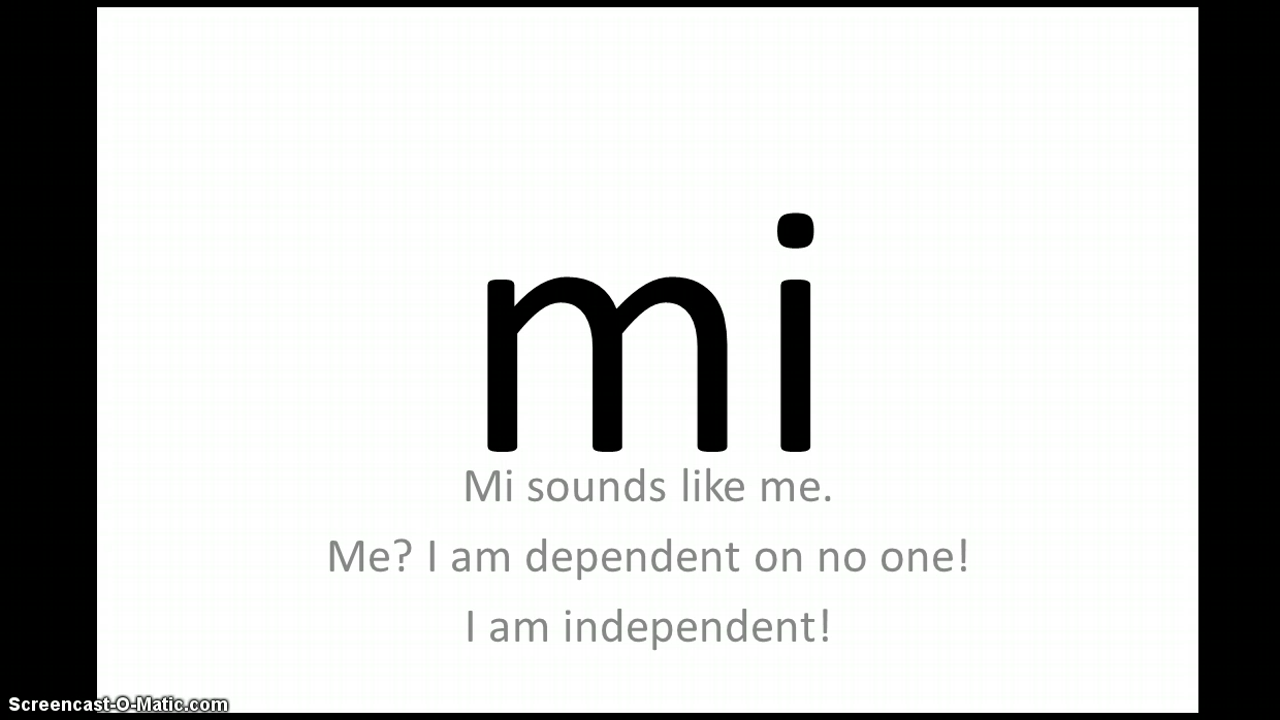 mi
Mi sounds like me.
Me? I am dependent on no one!
I am independent!
Screencast-O-Matic.com